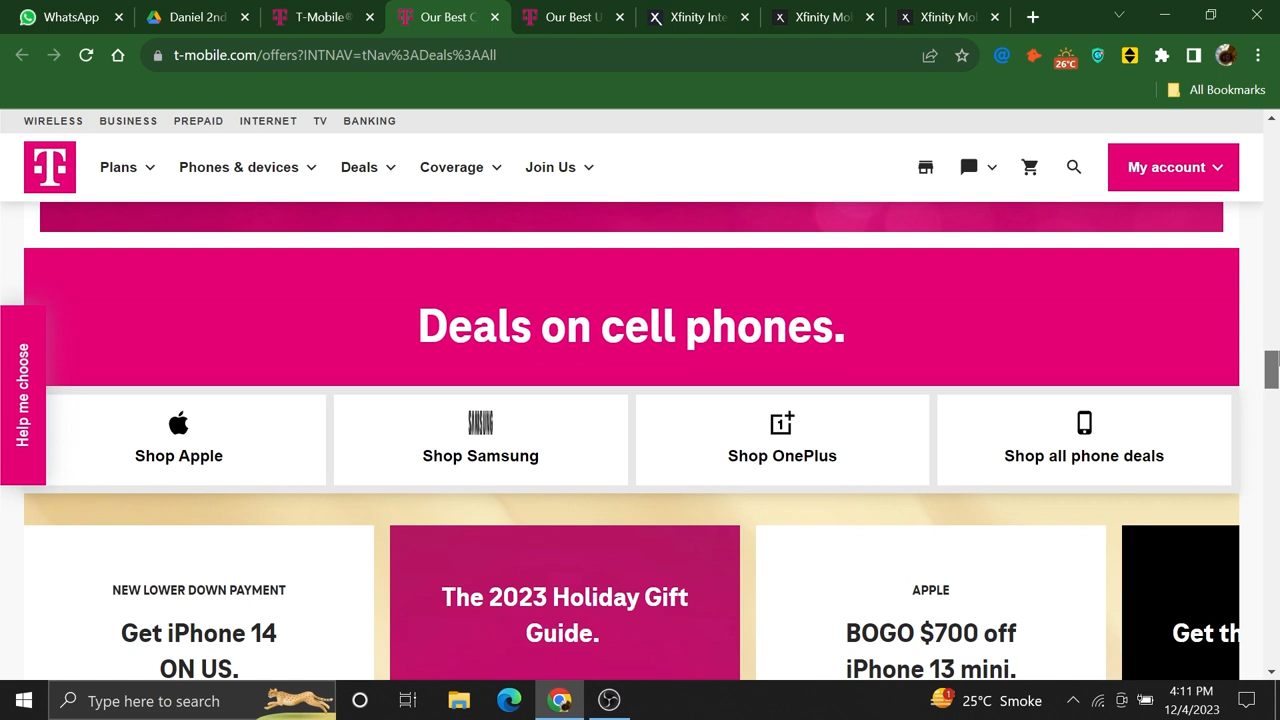 WhatsApp
Daniel 2nd
T-Mobile®
Our Best C
Our Best U
Xfinity Inte
Xfinity Mo
Xfinity Mo
t-mobile.com/offers?INTNAV=tNav%3ADeals%3AAll
26°C
All Bookmarks
WIRELESS BUSINESS PREPAID INTERNET TV BANKING
T Plans Phones & devices Deals Coverage Join Us My account
Deals on cell phones.
Help me choose
SAMSUNG
Shop Apple
Shop Samsung
Shop OnePlus
Shop all phone deals
NEW LOWER DOWN PAYMENT
Get iPhone 14
ON US.
The 2023 Holiday Gift
Guide.
APPLE
BOGO $700 off
iPhone 13 mini.
Get th
Type here to search
1
25°C Smoke
4:11 PM
12/4/2023